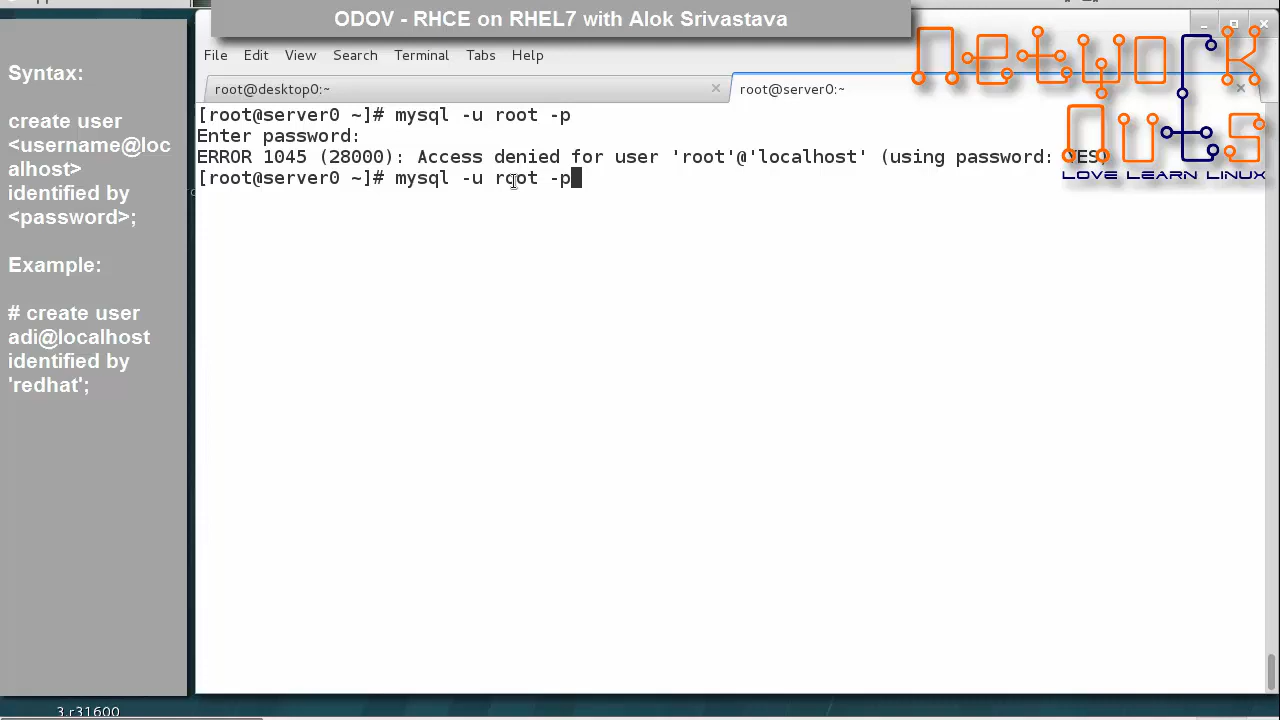 ODOV - RHCE on RHEL7 with Alok Srivastava
File Edit View Search Terminal Tabs Help
root@desktop0:~
root@server0:~
Network
Nuts
LOVE LEARN LINUX
Syntax:
create user
<username@loc
alhost>
identified by
<password>;
Example:
# create user
adi@localhost
identified by
'redhat';
[root@server0 ~]# mysql -u root -p
Enter password:
ERROR 1045 (28000): Access denied for user 'root'@'localhost' (using password: YES)
[root@server0 ~]# mysql -u root -p
3.r31600